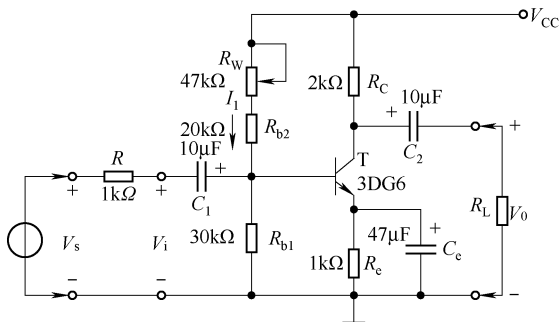 V_CC
R_W
47kΩ
2kΩ
R_C
I_1
10μF
20kΩ
R_b2
10μF
C_2
T
3DG6
R
1kΩ
C_1
V_s
V_i
30kΩ
R_b1
47μF
1kΩ
R_e
C_e
R_L
V_0